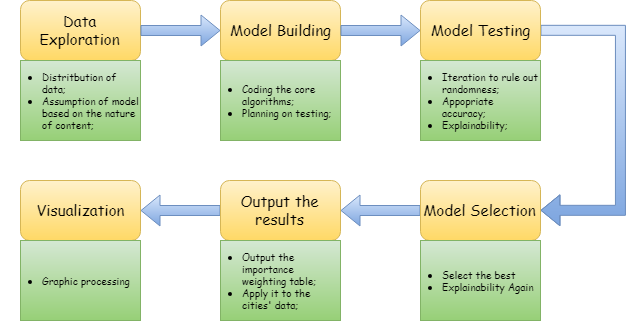 Data
Exploration
Model Building
Model Testing
• Distritbution of
data;
• Assumption of model
based on the nature
of content;
• Coding the core
algorithms;
• Planning on testing;
• Iteration to rule out
randomness;
• Appopriate
accuracy;
• Explainability;
Visualization
Output the
results
Model Selection
• Graphic processing
• Output the
importance
weighting table;
• Apply it to the
cities' data;
• Select the best
• Explainability Again